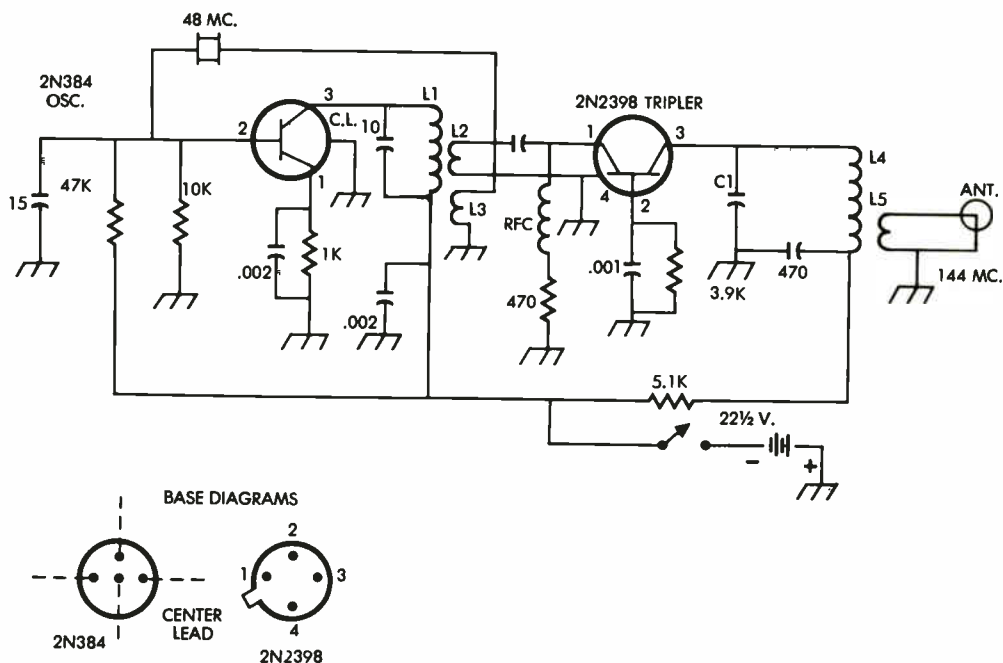 48 MC.
2N384
OSC.
2N2398 TRIPLER
3
C.L.
L1
2
10
L2
1
3
L4
47K
10K
1
4
2
C1
L5
ANT.
15
L3
RFC
.002
1K
.001
470
144 MC.
.002
470
3.9K
5.1K
22½ V.
–
+
BASE DIAGRAMS
2
1
3
CENTER
LEAD
4
2N384
2N2398